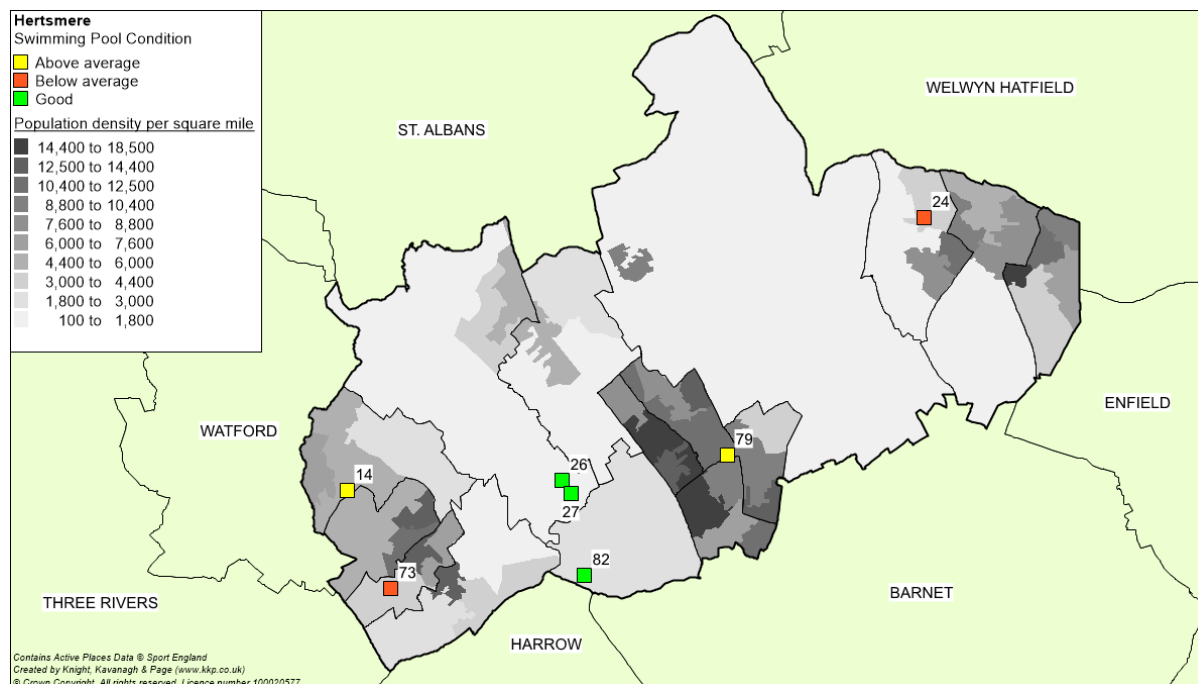 Hertsmere
Swimming Pool Condition
Above average
Below average
Good
Population density per square mile
14,400 to 18,500
12,500 to 14,400
10,400 to 12,500
8,800 to 10,400
7,600 to 8,800
6,000 to 7,600
4,400 to 6,000
3,000 to 4,400
1,800 to 3,000
100 to 1,800
WELWYN HATFIELD
ST. ALBANS
24
ENFIELD
WATFORD
79
26
14
27
82
73
THREE RIVERS
BARNET
HARROW
Contains Active Places Data ® Sport England
Created by Knight, Kavanagh & Page (www.kkp.co.uk)
® Crown Copyright. All rights reserved. Licence number 100020577